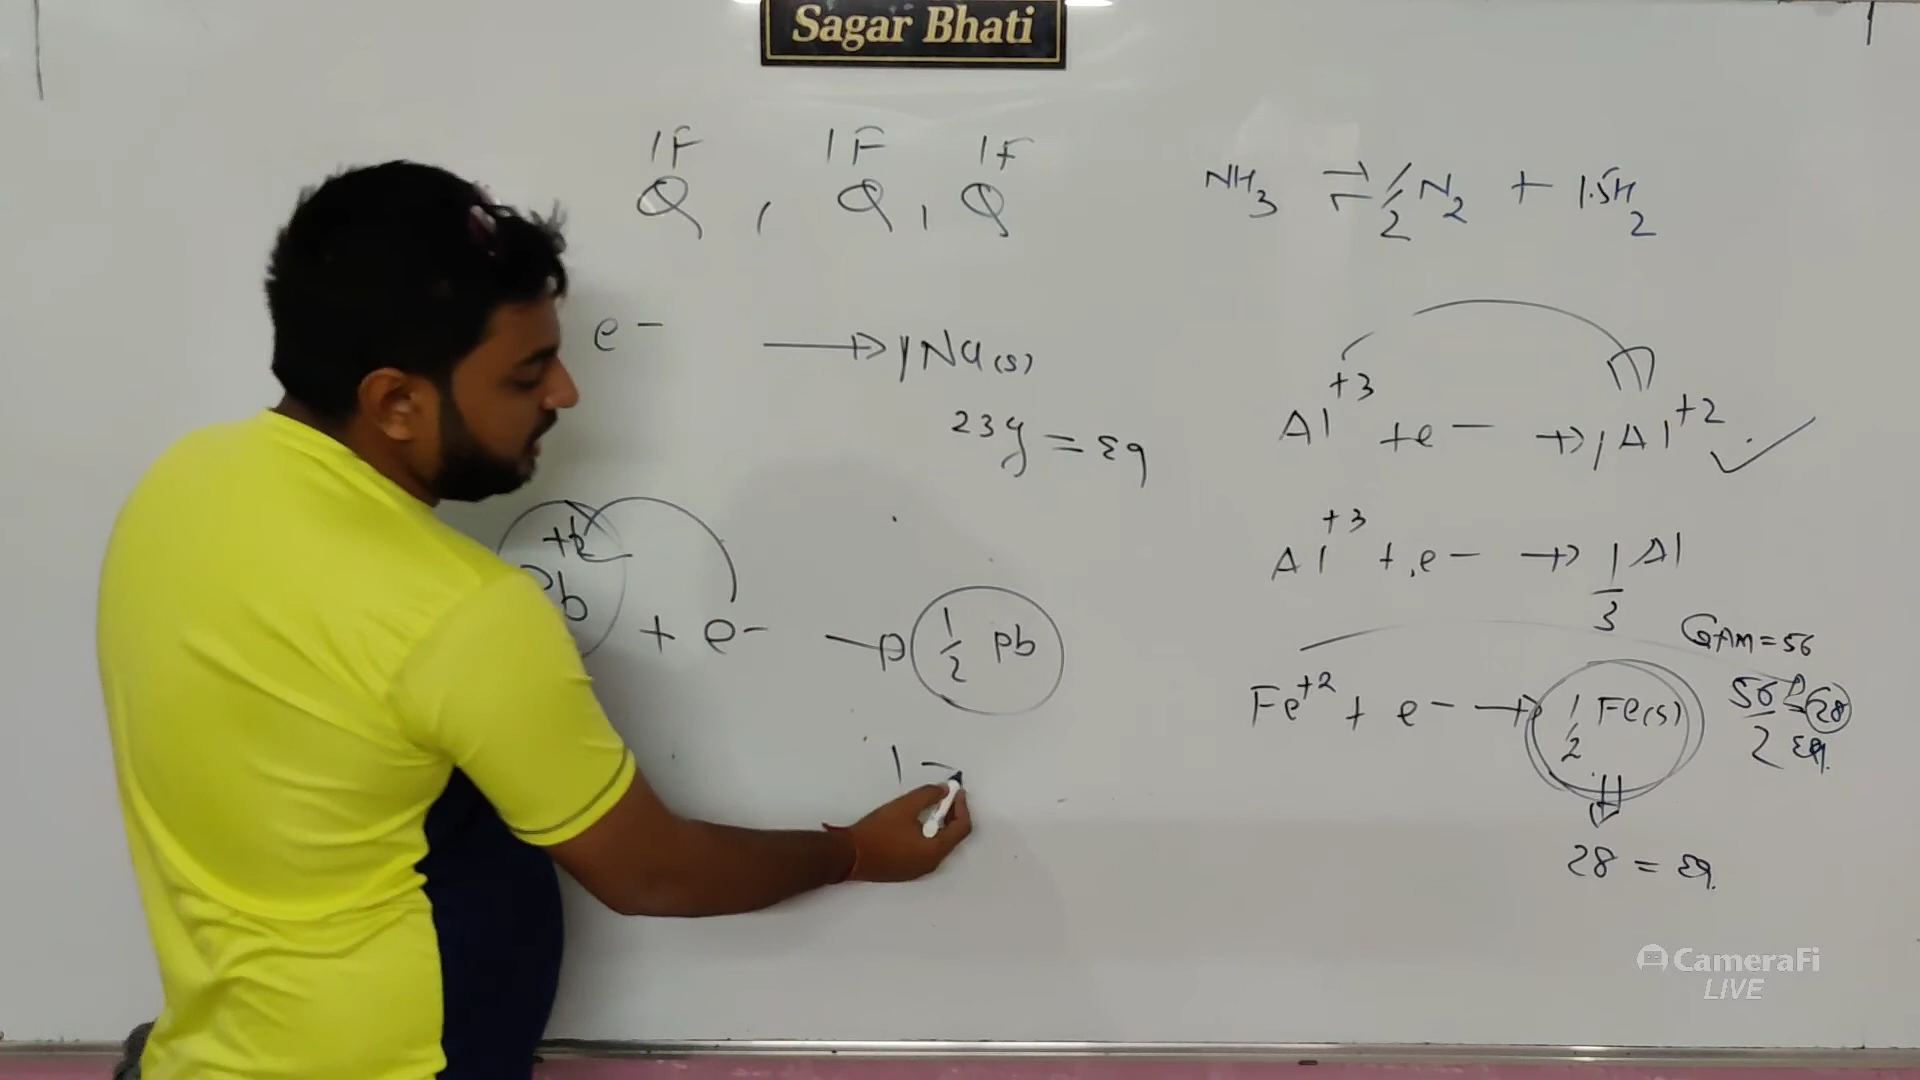 Sagar Bhati
1F 1F 1F
Q , Q , Q
NH3 ⇌ 1/2 N2 + 1.5H2
e- → 1Na(s)
23g = Eq
Al+3 + e- → 1Al+2 ✓
Al+3 + 1e- → 1/3 Al
+2
Pb + e- → 1/2 Pb
GAM = 56
Fe+2 + e- → 1/2 Fe(s) 56/2 = 28
Eq.
28 = Eq.
1
CameraFi
LIVE